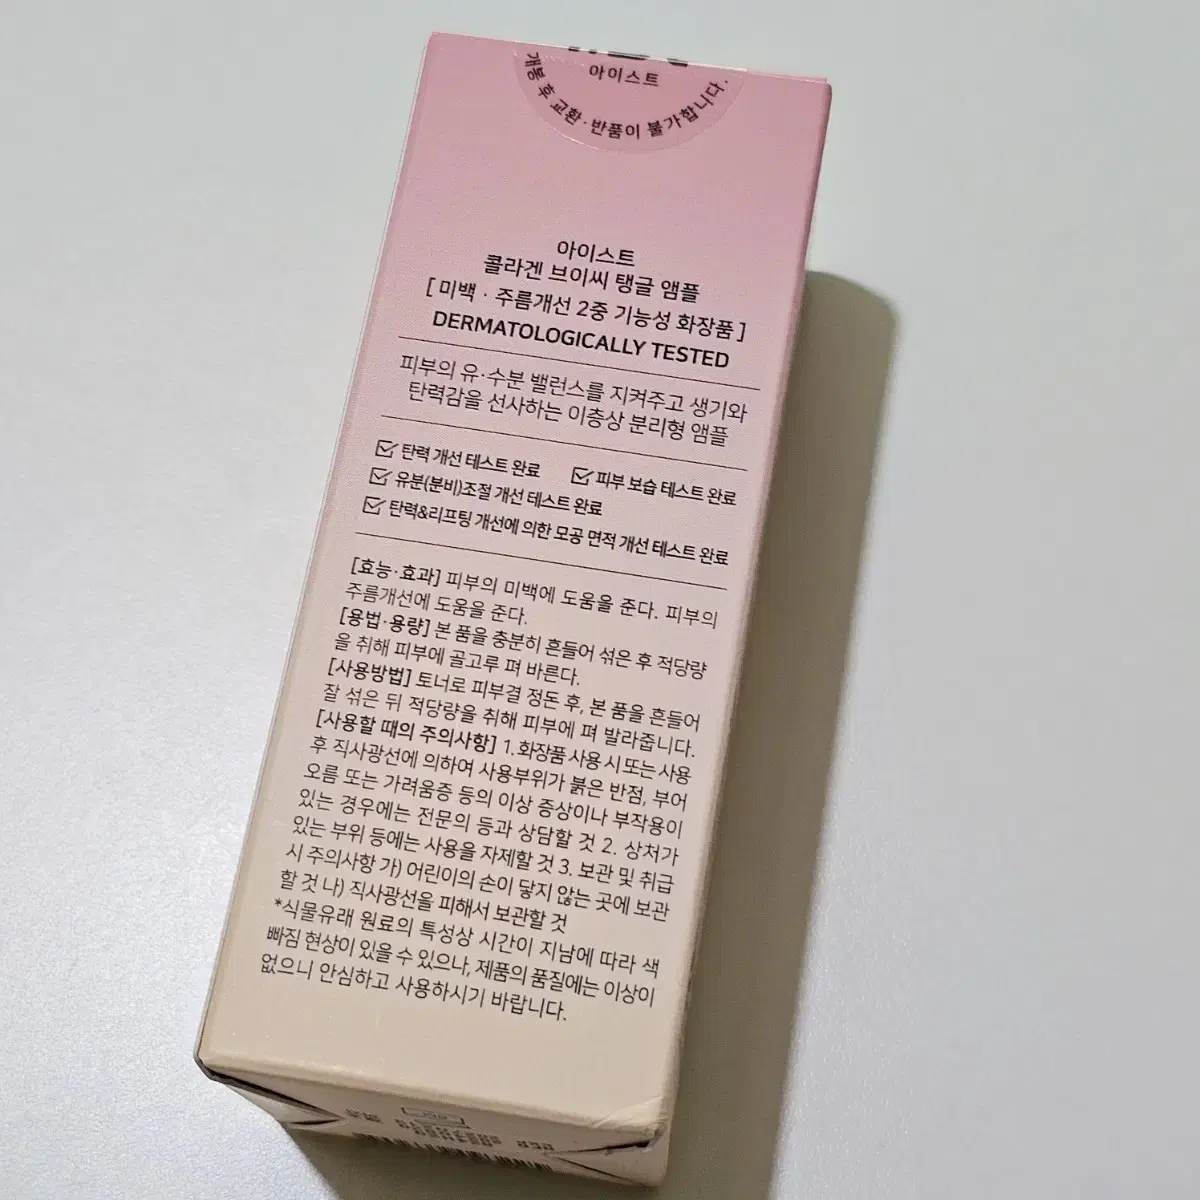 아이스트
개봉 후 교환·반품이 불가합니다.
아이스트
콜라겐 브이씨 탱글 앰플
[ 미백 · 주름개선 2중 기능성 화장품 ]
DERMATOLOGICALLY TESTED
피부의 유·수분 밸런스를 지켜주고 생기와
탄력감을 선사하는 이층상 분리형 앰플
탄력 개선 테스트 완료 피부 보습 테스트 완료
유분(분비)조절 개선 테스트 완료
탄력&리프팅 개선에 의한 모공 면적 개선 테스트 완료
[효능·효과] 피부의 미백에 도움을 준다. 피부의
주름개선에 도움을 준다.
[용법·용량] 본 품을 충분히 흔들어 섞은 후 적당량
을 취해 피부에 골고루 펴 바른다.
[사용방법] 토너로 피부결 정돈 후, 본 품을 흔들어
잘 섞은 뒤 적당량을 취해 피부에 펴 발라줍니다.
[사용할 때의 주의사항] 1. 화장품 사용 시 또는 사용
후 직사광선에 의하여 사용부위가 붉은 반점, 부어
오름 또는 가려움증 등의 이상 증상이나 부작용이
있는 경우에는 전문의 등과 상담할 것 2. 상처가
있는 부위 등에는 사용을 자제할 것 3. 보관 및 취급
시 주의사항 가) 어린이의 손이 닿지 않는 곳에 보관
할 것 나) 직사광선을 피해서 보관할 것
*식물유래 원료의 특성상 시간이 지남에 따라 색
빠짐 현상이 있을 수 있으나, 제품의 품질에는 이상이
없으니 안심하고 사용하시기 바랍니다.